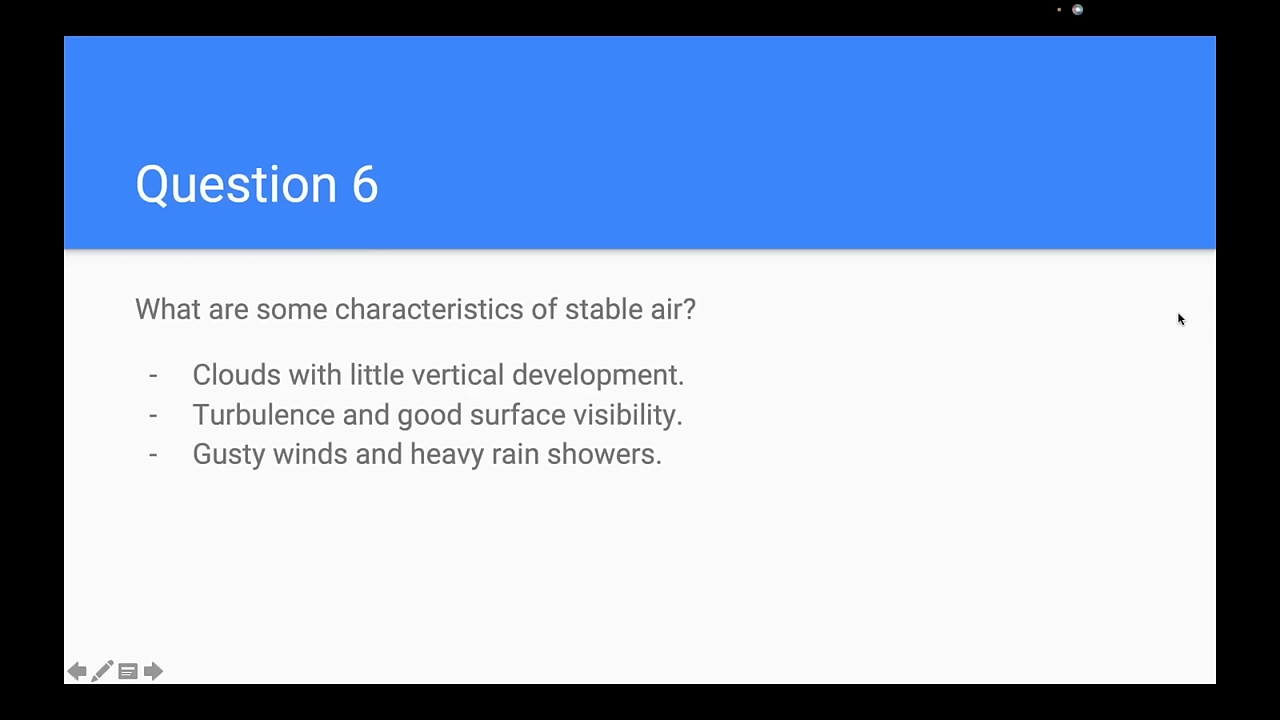 Question 6
What are some characteristics of stable air?
- Clouds with little vertical development.
- Turbulence and good surface visibility.
- Gusty winds and heavy rain showers.